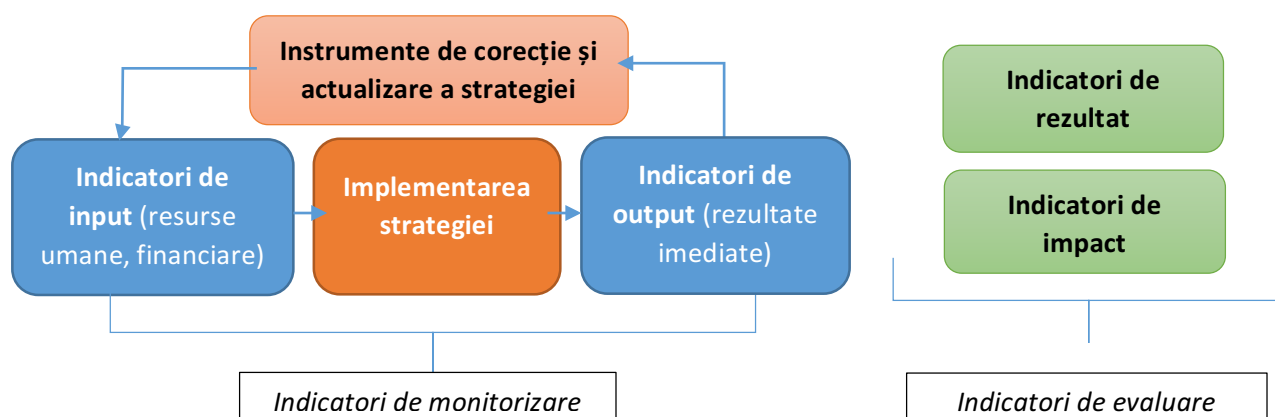 Instrumente de corecție și
actualizare a strategiei
Indicatori de
rezultat
Indicatori de
input (resurse
umane, financiare)
Implementarea
strategiei
Indicatori de
output (rezultate
imediate)
Indicatori de
impact
Indicatori de monitorizare
Indicatori de evaluare